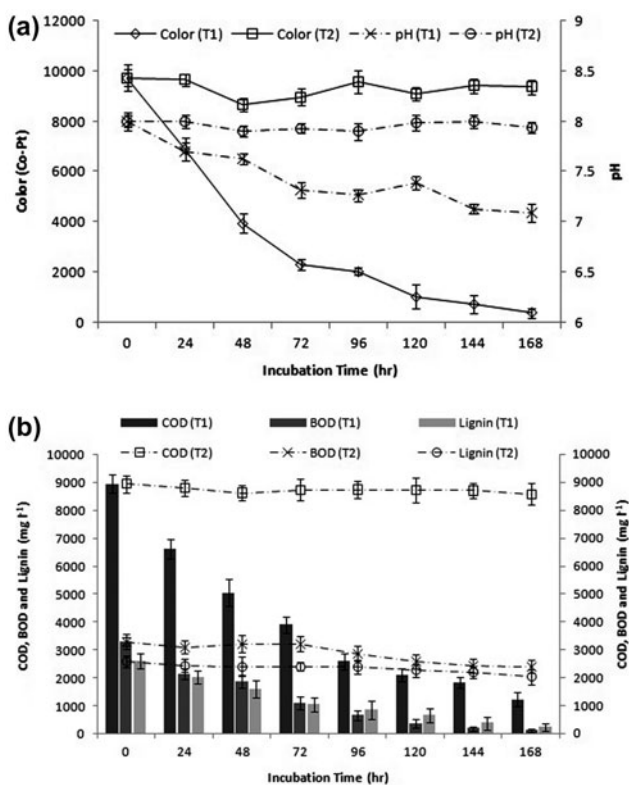 (a)
Color (T1) Color (T2) pH (T1) pH (T2)
12000 9
10000 8.5
8000 8
6000 7.5
4000 7
2000 6.5
0 6
Color (Co-Pt)
pH
0 24 48 72 96 120 144 168
Incubation Time (hr)
(b)
COD (T1) BOD (T1) Lignin (T1)
COD (T2) BOD (T2) Lignin (T2)
10000 10000
9000 9000
8000 8000
7000 7000
6000 6000
5000 5000
4000 4000
3000 3000
2000 2000
1000 1000
0 0
COD, BOD and Lignin (mg l⁻¹)
COD, BOD and Lignin (mg l⁻¹)
0 24 48 72 96 120 144 168
Incubation Time (hr)